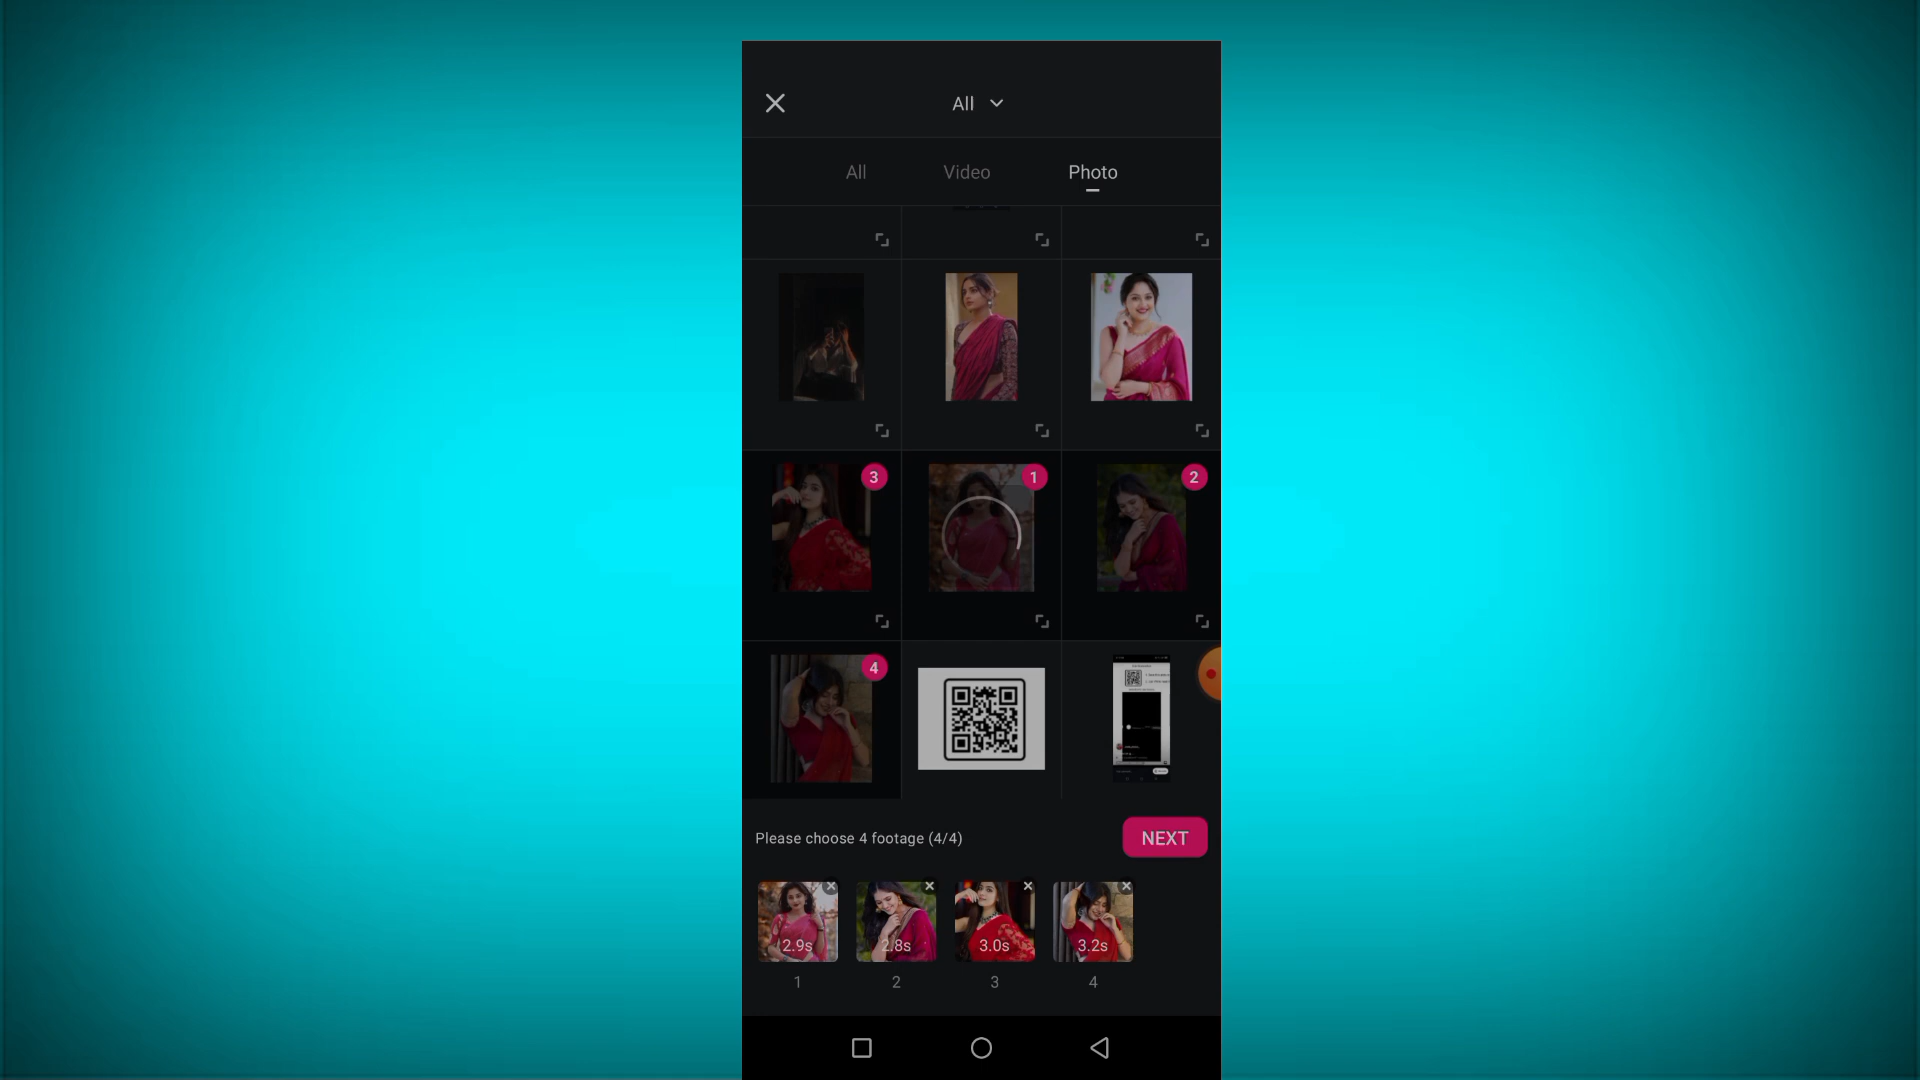 All
All Video Photo
3 1 2
4
Please choose 4 footage (4/4)
NEXT
2.9s 2.8s 3.0s 3.2s
1 2 3 4